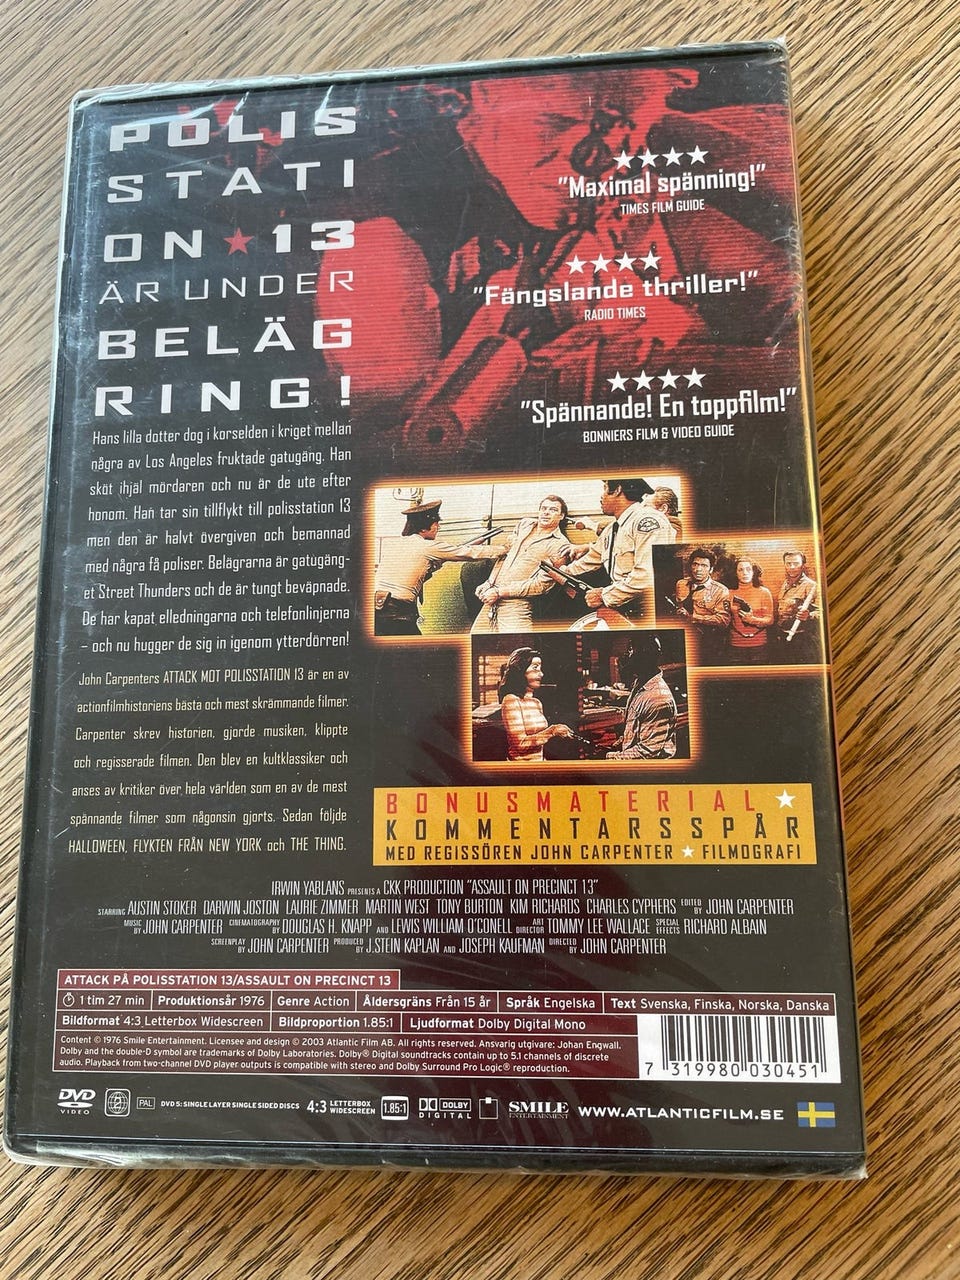 POLIS
STATI
ON ★ 13
ÄR UNDER
BELÄG
RING!
Hans lilla dotter dog i korselden i kriget mellan
några av Los Angeles fruktade gatugäng. Han
sköt ihjäl mördaren och nu är de ute efter
honom. Han tar sin tillflykt till polisstation 13
men den är halvt övergiven och bemannad
med några få poliser. Belägrarna är gatugäng-
et Street Thunders och de är tungt beväpnade.
De har kapat elledningarna och telefonlinjerna
– och nu hugger de sig in igenom ytterdörren!
John Carpenters ATTACK MOT POLISSTATION 13 är en av
actionfilmhistoriens bästa och mest skrämmande filmer.
Carpenter skrev historien, gjorde musiken, klippte
och regisserade filmen. Den blev en kultklassiker och
anses av kritiker över hela världen som en av de mest
spännande filmer som någonsin gjorts. Sedan följde
HALLOWEEN, FLYKTEN FRÅN NEW YORK och THE THING.
★★★★
"Maximal spänning!"
TIMES FILM GUIDE
★★★★
"Fängslande thriller!"
RADIO TIMES
★★★★
"Spännande! En toppfilm!"
BONNIERS FILM & VIDEO GUIDE
BONUSMATERIAL ★
KOMMENTARSSPÅR
MED REGISSÖREN JOHN CARPENTER ★ FILMOGRAFI
IRWIN YABLANS PRESENTS A CKK PRODUCTION "ASSAULT ON PRECINCT 13"
STARRING AUSTIN STOKER DARWIN JOSTON LAURIE ZIMMER MARTIN WEST TONY BURTON KIM RICHARDS CHARLES CYPHERS EDITED BY JOHN CARPENTER
MUSIC BY JOHN CARPENTER CINEMATOGRAPHY BY DOUGLAS H. KNAPP AND LEWIS WILLIAM O'CONELL ART DIRECTOR TOMMY LEE WALLACE SPECIAL EFFECTS RICHARD ALBAIN
SCREENPLAY BY JOHN CARPENTER PRODUCED BY J.STEIN KAPLAN AND JOSEPH KAUFMAN DIRECTED BY JOHN CARPENTER
ATTACK PÅ POLISSTATION 13/ASSAULT ON PRECINCT 13
1 tim 27 min Produktionsår 1976 Genre Action Åldersgräns Från 15 år Språk Engelska Text Svenska, Finska, Norska, Danska
Bildformat 4:3 Letterbox Widescreen Bildproportion 1.85:1 Ljudformat Dolby Digital Mono
Content © 1976 Smile Entertainment. Licensee and design © 2003 Atlantic Film AB. All rights reserved. Ansvarig utgivare: Johan Engwall.
Dolby and the double-D symbol are trademarks of Dolby Laboratories. Dolby® Digital soundtracks contain up to 5.1 channels of discrete
audio. Playback from two-channel DVD player outputs is compatible with stereo and Dolby Surround Pro Logic® reproduction.
7 319980 030451
DVD VIDEO 2 PAL DVD 5: SINGLE LAYER SINGLE SIDED DISCS 4:3 LETTERBOX WIDESCREEN 1.85:1 DOLBY DIGITAL SMILE ENTERTAINMENT WWW.ATLANTICFILM.SE